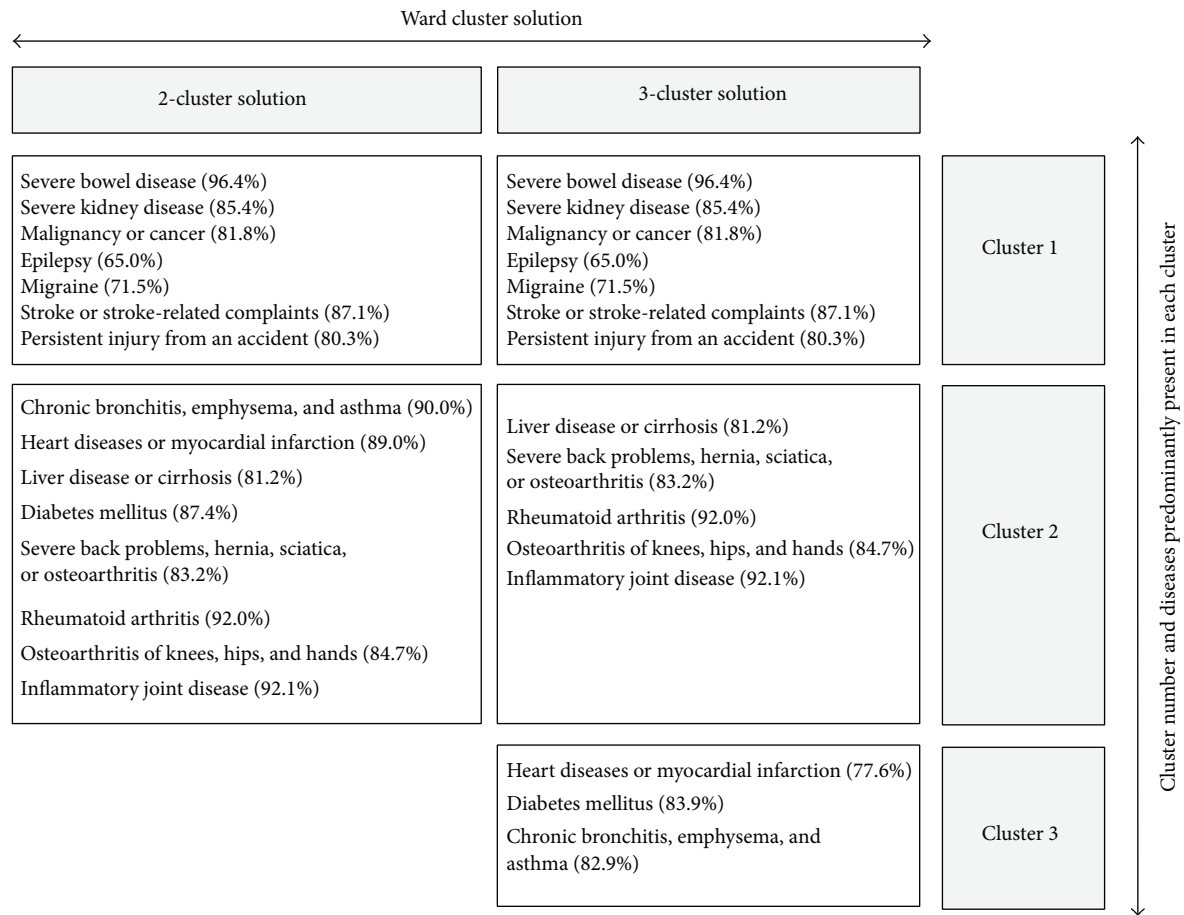 Ward cluster solution
2-cluster solution
3-cluster solution
Severe bowel disease (96.4%)
Severe kidney disease (85.4%)
Malignancy or cancer (81.8%)
Epilepsy (65.0%)
Migraine (71.5%)
Stroke or stroke-related complaints (87.1%)
Persistent injury from an accident (80.3%)
Severe bowel disease (96.4%)
Severe kidney disease (85.4%)
Malignancy or cancer (81.8%)
Epilepsy (65.0%)
Migraine (71.5%)
Stroke or stroke-related complaints (87.1%)
Persistent injury from an accident (80.3%)
Cluster 1
Chronic bronchitis, emphysema, and asthma (90.0%)
Heart diseases or myocardial infarction (89.0%)
Liver disease or cirrhosis (81.2%)
Diabetes mellitus (87.4%)
Severe back problems, hernia, sciatica,
or osteoarthritis (83.2%)
Rheumatoid arthritis (92.0%)
Osteoarthritis of knees, hips, and hands (84.7%)
Inflammatory joint disease (92.1%)
Liver disease or cirrhosis (81.2%)
Severe back problems, hernia, sciatica,
or osteoarthritis (83.2%)
Rheumatoid arthritis (92.0%)
Osteoarthritis of knees, hips, and hands (84.7%)
Inflammatory joint disease (92.1%)
Cluster 2
Heart diseases or myocardial infarction (77.6%)
Diabetes mellitus (83.9%)
Chronic bronchitis, emphysema, and
asthma (82.9%)
Cluster 3
Cluster number and diseases predominantly present in each cluster